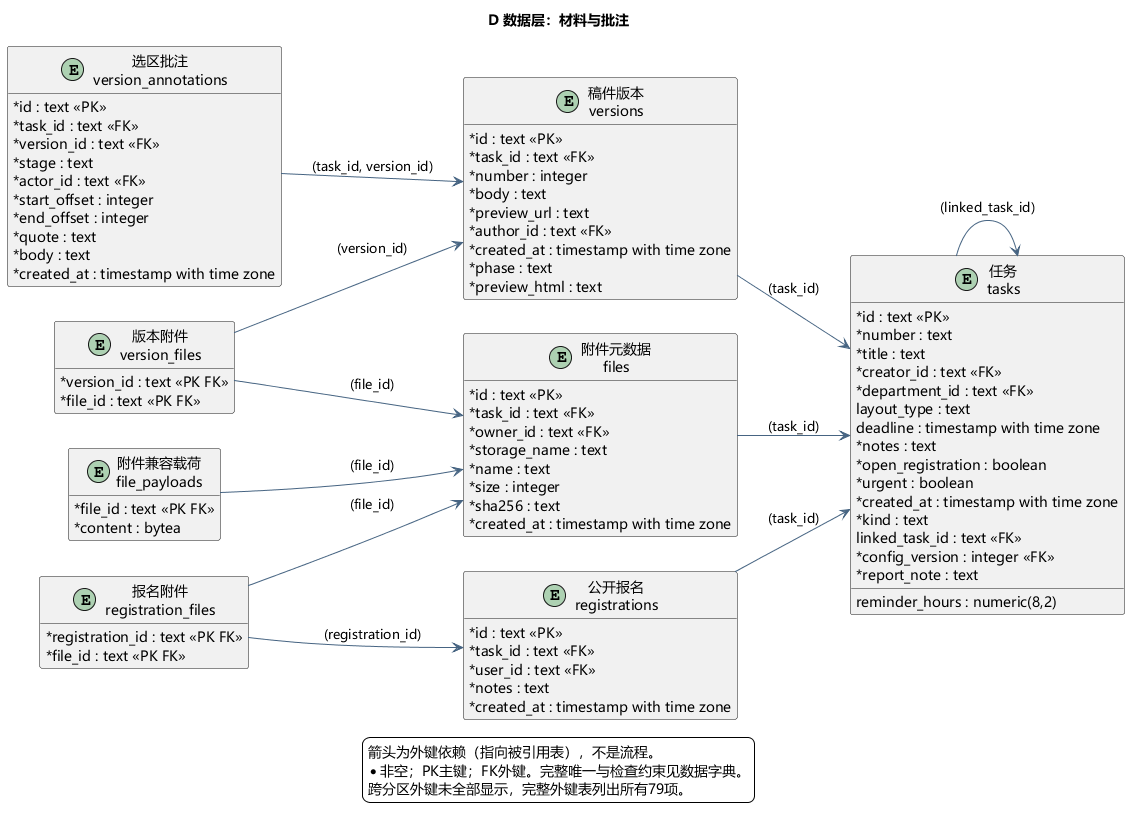 D 数据层：材料与批注
E
选区批注
version_annotations
*id : text «PK»
*task_id : text «FK»
*version_id : text «FK»
*stage : text
*actor_id : text «FK»
*start_offset : integer
*end_offset : integer
*quote : text
*body : text
*created_at : timestamp with time zone
E
版本附件
version_files
*version_id : text «PK FK»
*file_id : text «PK FK»
E
附件兼容载荷
file_payloads
*file_id : text «PK FK»
*content : bytea
E
报名附件
registration_files
*registration_id : text «PK FK»
*file_id : text «PK FK»
(task_id, version_id)
(version_id)
(file_id)
(file_id)
(file_id)
(registration_id)
E
稿件版本
versions
*id : text «PK»
*task_id : text «FK»
*number : integer
*body : text
*preview_url : text
*author_id : text «FK»
*created_at : timestamp with time zone
*phase : text
*preview_html : text
E
附件元数据
files
*id : text «PK»
*task_id : text «FK»
*owner_id : text «FK»
*storage_name : text
*name : text
*size : integer
*sha256 : text
*created_at : timestamp with time zone
E
公开报名
registrations
*id : text «PK»
*task_id : text «FK»
*user_id : text «FK»
*notes : text
*created_at : timestamp with time zone
(task_id)
(task_id)
(task_id)
(linked_task_id)
E
任务
tasks
*id : text «PK»
*number : text
*title : text
*creator_id : text «FK»
*department_id : text «FK»
layout_type : text
deadline : timestamp with time zone
*notes : text
*open_registration : boolean
*urgent : boolean
*created_at : timestamp with time zone
*kind : text
linked_task_id : text «FK»
*config_version : integer «FK»
*report_note : text
reminder_hours : numeric(8,2)
箭头为外键依赖（指向被引用表），不是流程。
• 非空；PK主键；FK外键。完整唯一与检查约束见数据字典。
跨分区外键未全部显示，完整外键表列出所有79项。